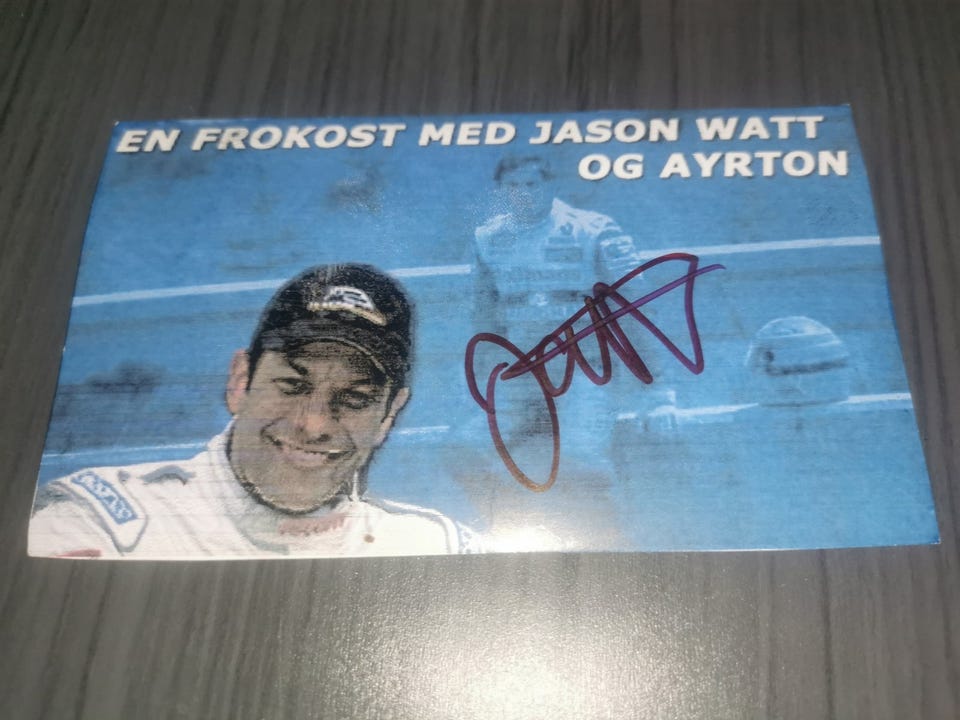 EN FROKOST MED JASON WATT
OG AYRTON